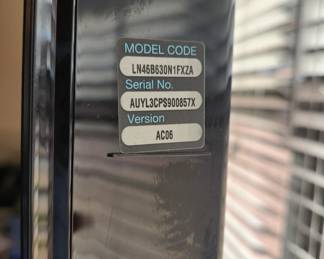 MODEL CODE
LN46B630N1FXZA
Serial No.
AUYL3CPS900857X
Version
AC06